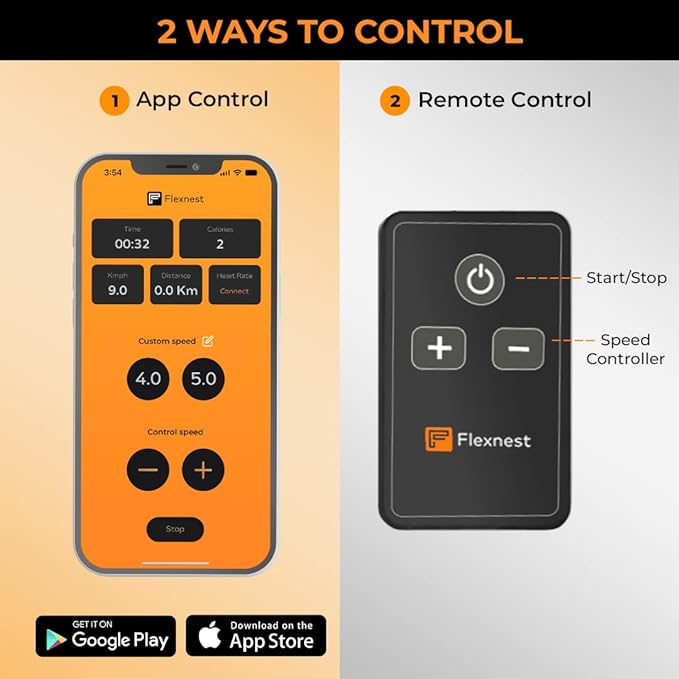 2 WAYS TO CONTROL
1 App Control
3:54
Flexnest
Time
00:32
Calories
2
Kmph
9.0
Distance
0.0 Km
Heart Rate
Connect
Custom speed
4.0
5.0
Control speed
Stop
GET IT ON
Google Play
Download on the
App Store
2 Remote Control
Start/Stop
Speed
Controller
Flexnest